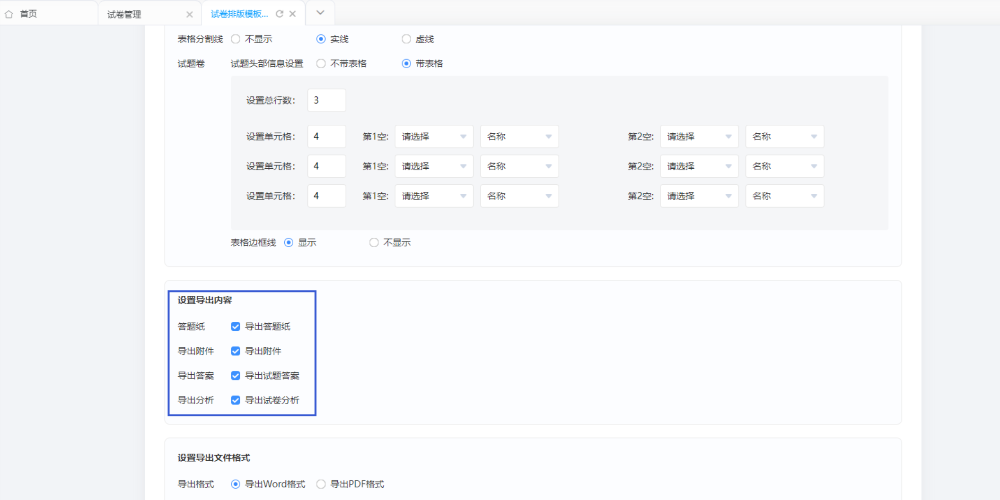 首页 试卷管理 试卷排版模板...
表格分割线 不显示 实线 虚线
试题卷 试题头部信息设置 不带表格 带表格
设置总行数： 3
设置单元格： 4 第1空: 请选择 名称 第2空: 请选择 名称
设置单元格： 4 第1空: 请选择 名称 第2空: 请选择 名称
设置单元格： 4 第1空: 请选择 名称 第2空: 请选择 名称
表格边框线 显示 不显示
设置导出内容
答题纸 导出答题纸
导出附件 导出附件
导出答案 导出试题答案
导出分析 导出试卷分析
设置导出文件格式
导出格式 导出Word格式 导出PDF格式